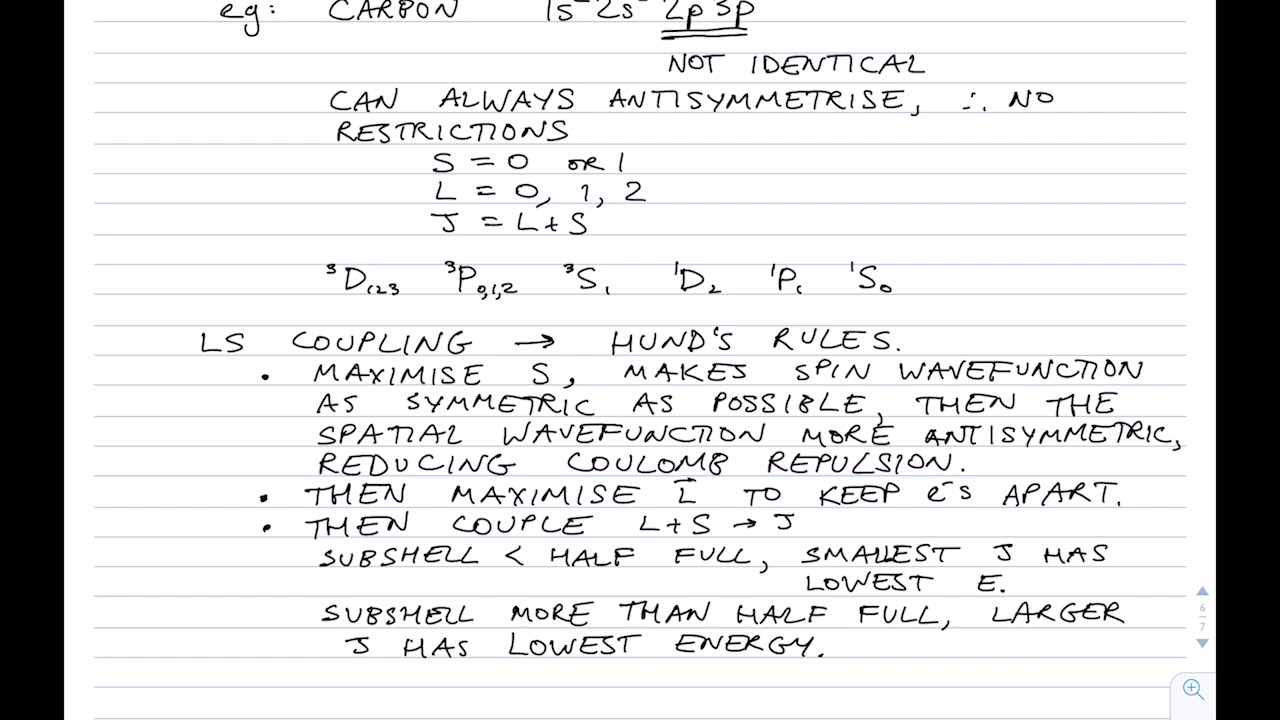 eg: CARBON 1s² 2s² 2p 3p
NOT IDENTICAL
CAN ALWAYS ANTISYMMETRISE, ∴ NO
RESTRICTIONS
S = 0 OR 1
L = 0, 1, 2
J = L + S
³D₁₂₃ ³P₀,₁,₂ ³S₁ ¹D₂ ¹P₁ ¹S₀
LS COUPLING → HUND'S RULES.
• MAXIMISE S, MAKES SPIN WAVEFUNCTION
AS SYMMETRIC AS POSSIBLE, THEN THE
SPATIAL WAVEFUNCTION MORE ANTISYMMETRIC,
REDUCING COULOMB REPULSION.
• THEN MAXIMISE L⃗ TO KEEP e⁻s APART.
• THEN COUPLE L + S → J
SUBSHELL < HALF FULL, SMALLEST J HAS
LOWEST E.
SUBSHELL MORE THAN HALF FULL, LARGER
J HAS LOWEST ENERGY.
6
7